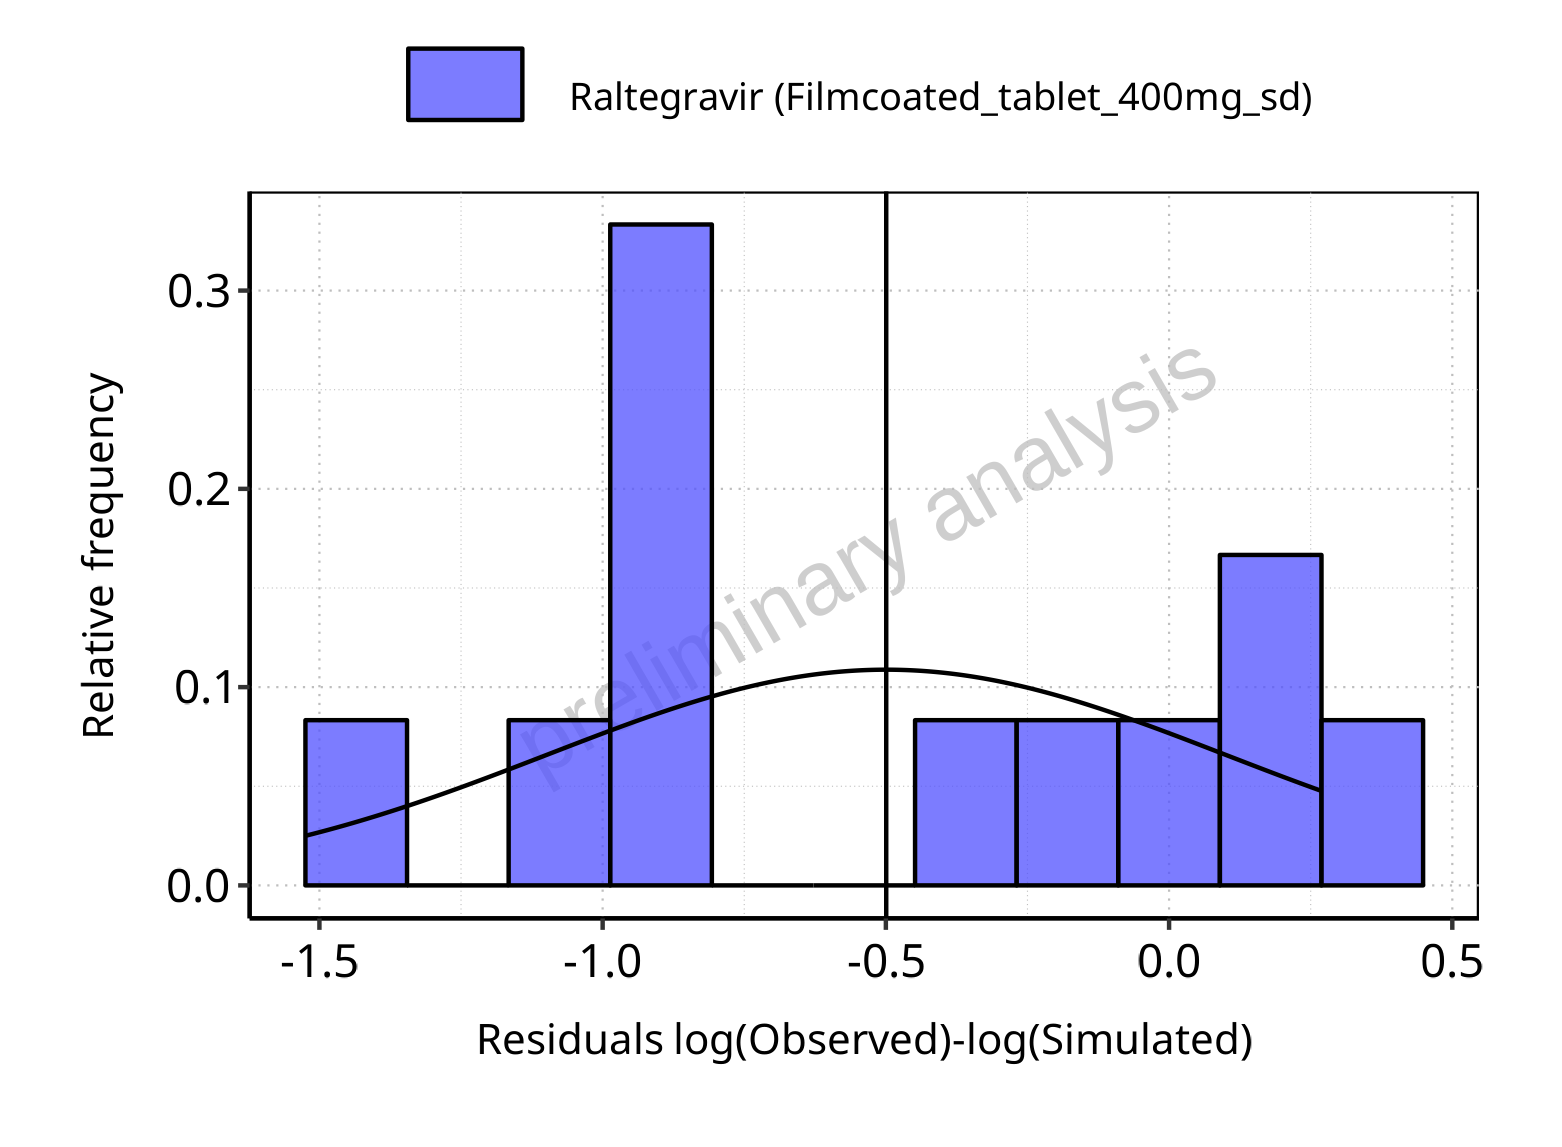 Raltegravir (Filmcoated_tablet_400mg_sd)
0.3
0.2
0.1
0.0
Relative frequency
preliminary analysis
-1.5 -1.0 -0.5 0.0 0.5
Residuals log(Observed)-log(Simulated)